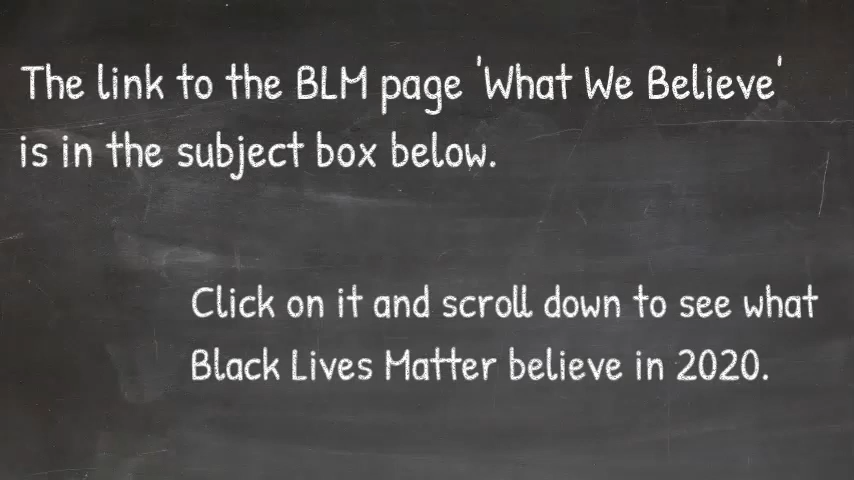 The link to the BLM page 'What We Believe'
is in the subject box below.
Click on it and scroll down to see what
Black Lives Matter believe in 2020.